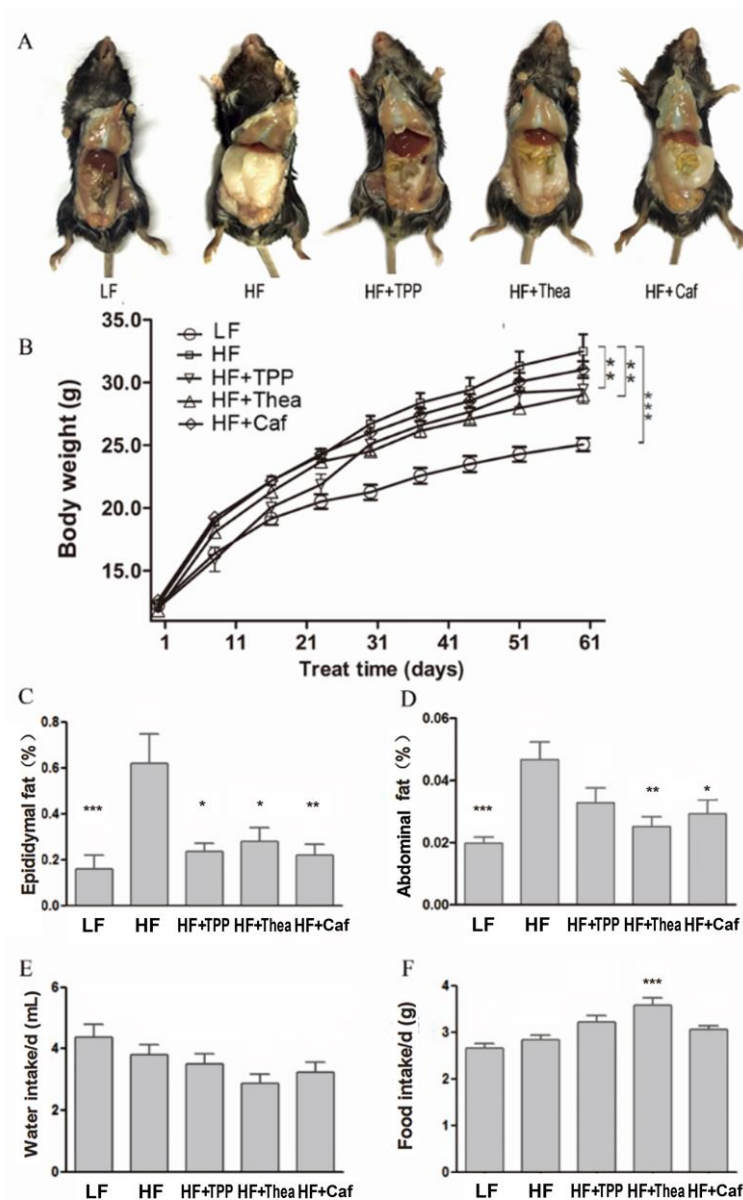 A
LF HF HF+TPP HF+Thea HF+Caf
B
35.0
30.0
25.0
20.0
15.0
Body weight (g)
LF
HF
HF+TPP
HF+Thea
HF+Caf
**
**
***
1 11 21 31 41 51 61
Treat time (days)
C
0.8
0.6
0.4
0.2
0.0
Epididymal fat (%)
*** * * **
LF HF HF+TPP HF+Thea HF+Caf
D
0.06
0.04
0.02
0.00
Abdominal fat (%)
*** ** *
LF HF HF+TPP HF+Thea HF+Caf
E
6
4
2
0
Water intake/d (mL)
LF HF HF+TPP HF+Thea HF+Caf
F
4
3
2
1
0
Food intake/d (g)
***
LF HF HF+TPP HF+Thea HF+Caf